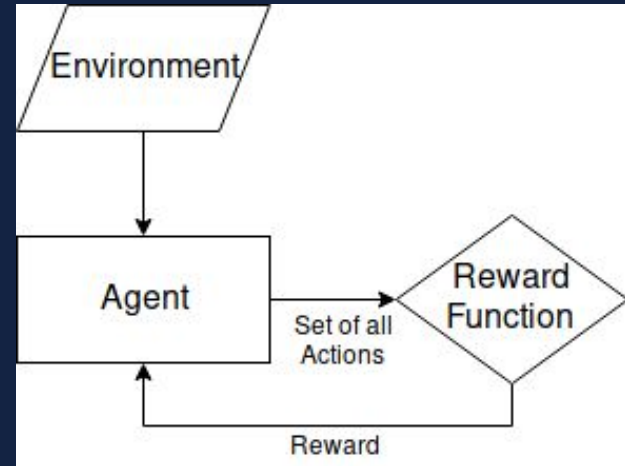 Environment
Agent
Set of all
Actions
Reward
Function
Reward